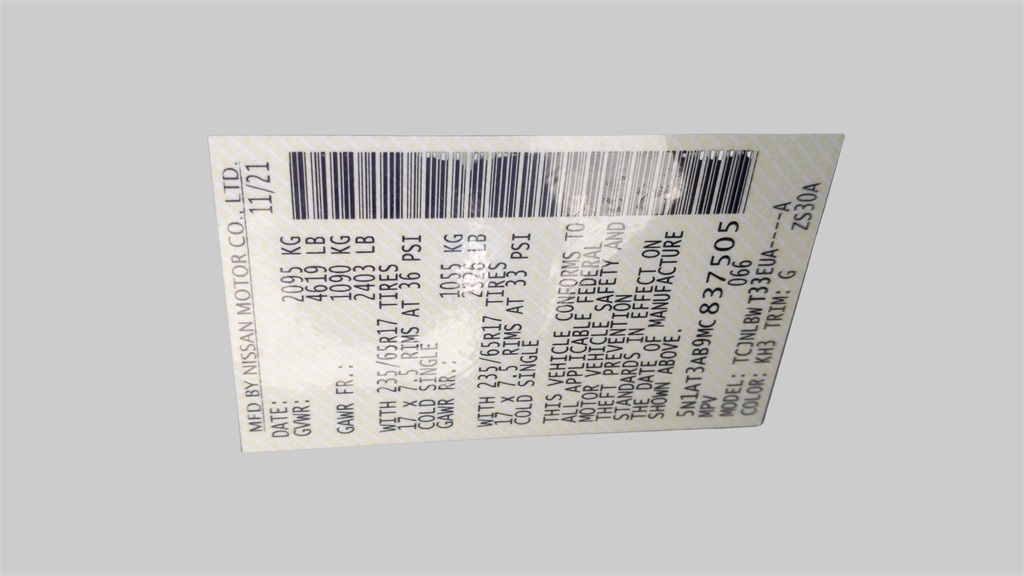 MFD BY NISSAN MOTOR CO., LTD.
DATE: 11/21
GVWR: 2095 KG
4619 LB
GAWR FR.: 1090 KG
2403 LB
WITH 235/65R17 TIRES
17 X 7.5 RIMS AT 36 PSI
COLD SINGLE
GAWR RR.: 1055 KG
2326 LB
WITH 235/65R17 TIRES
17 X 7.5 RIMS AT 33 PSI
COLD SINGLE
THIS VEHICLE CONFORMS TO
ALL APPLICABLE FEDERAL
MOTOR VEHICLE SAFETY AND
THEFT PREVENTION
STANDARDS IN EFFECT ON
THE DATE OF MANUFACTURE
SHOWN ABOVE.
5N1AT3AB9MC837505
MPV 066
MODEL: TCJNLBWT33EUA----A
COLOR: KH3 TRIM: G ZS30A